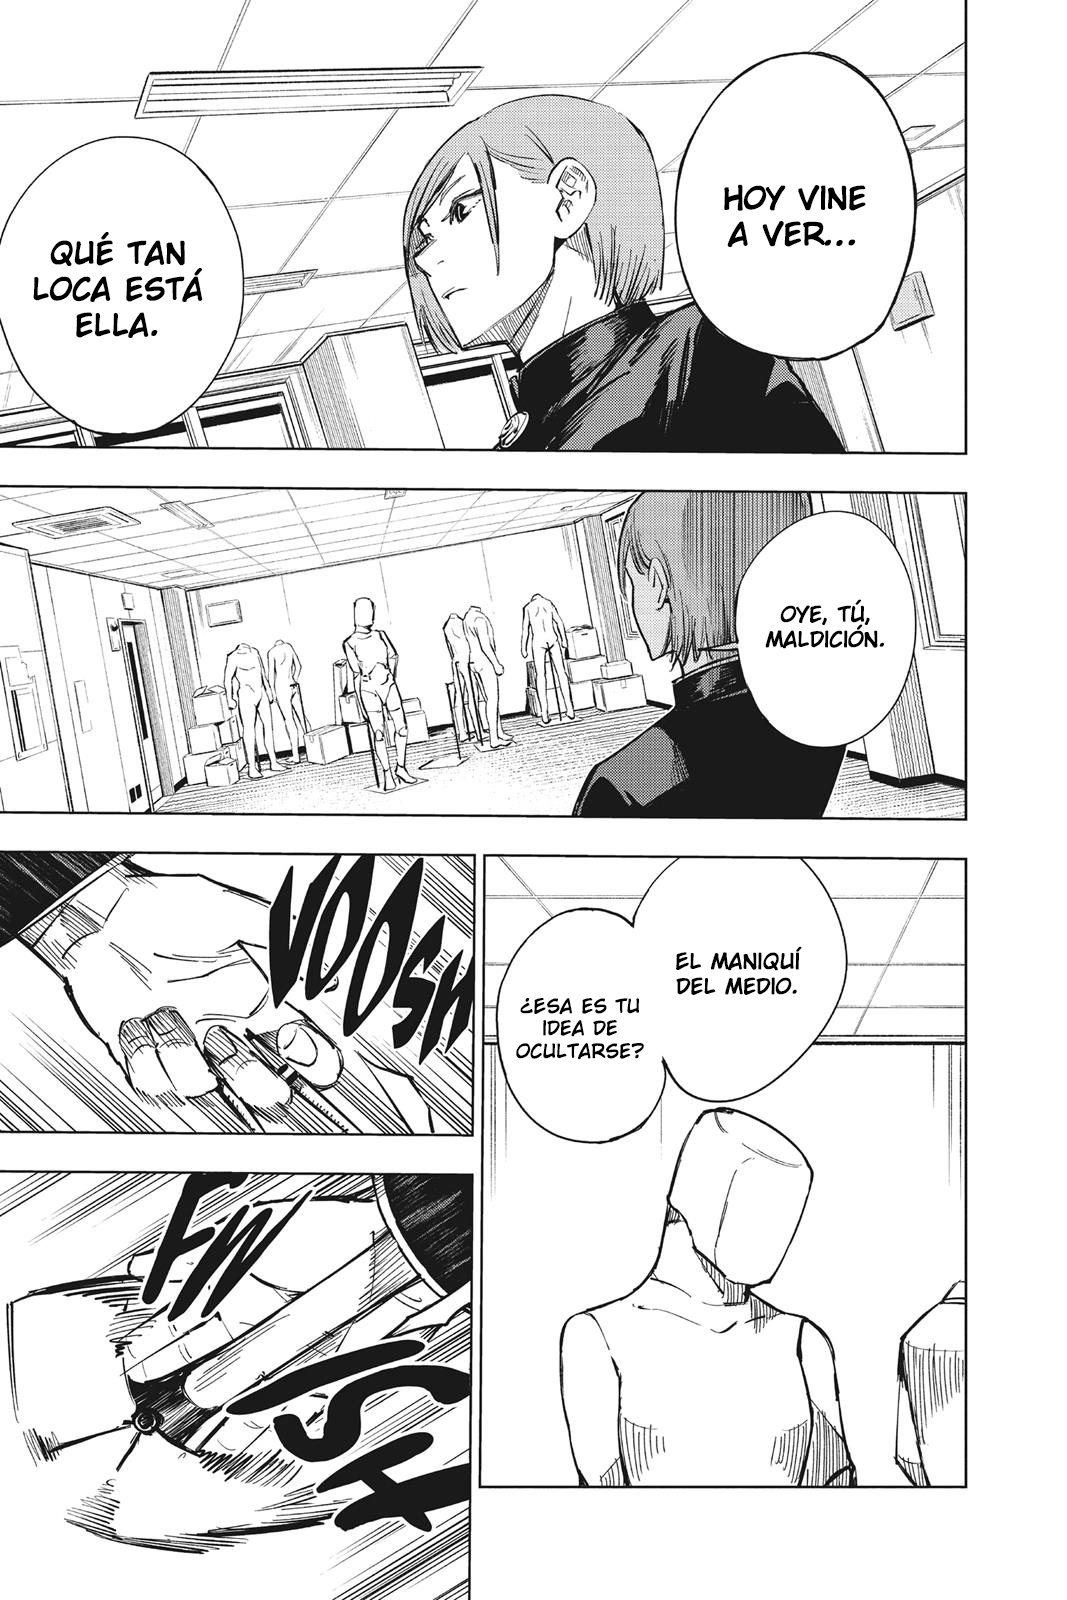 HOY VINE
A VER...
QUÉ TAN
LOCA ESTÁ
ELLA.
OYE, TÚ,
MALDICIÓN.
EL MANIQUÍ
DEL MEDIO.
¿ESA ES TU
IDEA DE
OCULTARSE?
VOOSH
FWISH